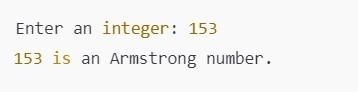 Enter an integer: 153
153 is an Armstrong number.